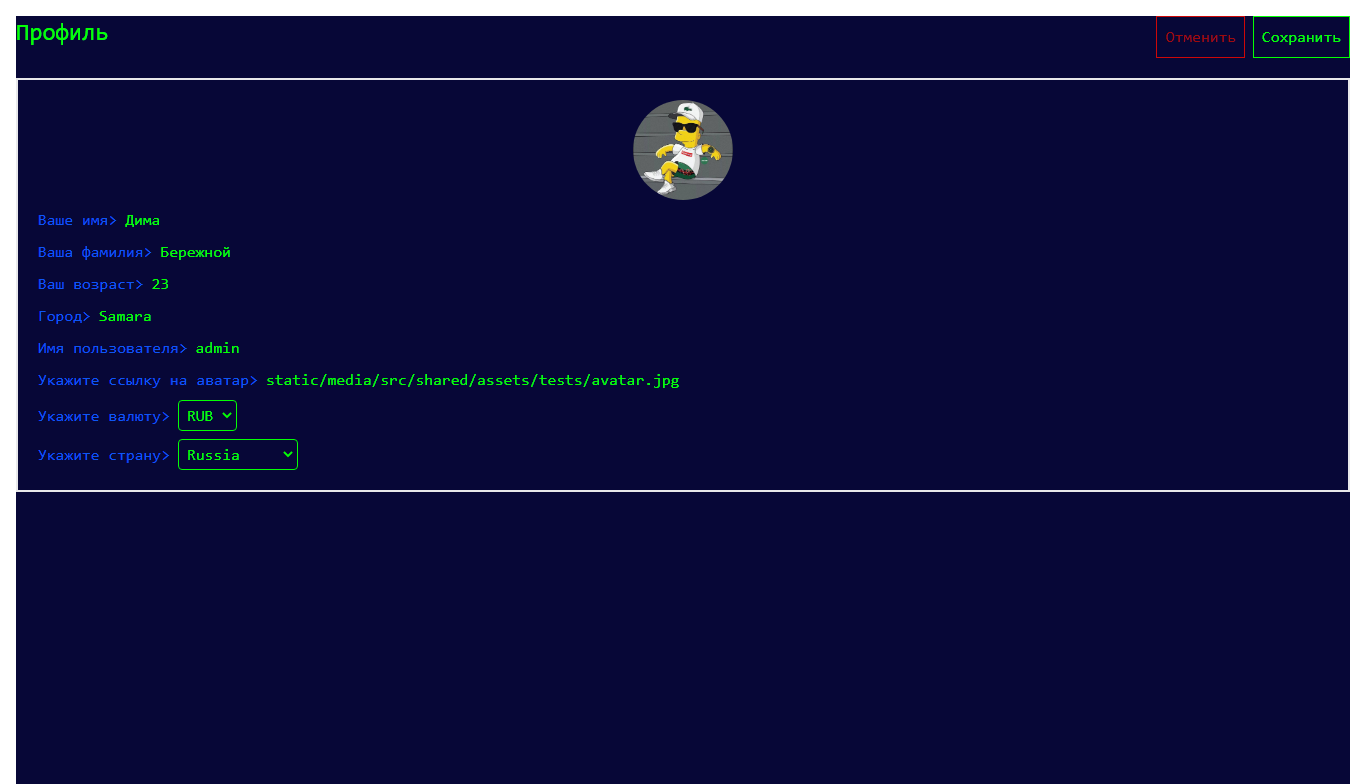 Профиль
Отменить Сохранить
Ваше имя> Дима
Ваша фамилия> Бережной
Ваш возраст> 23
Город> Samara
Имя пользователя> admin
Укажите ссылку на аватар> static/media/src/shared/assets/tests/avatar.jpg
Укажите валюту> RUB
Укажите страну> Russia